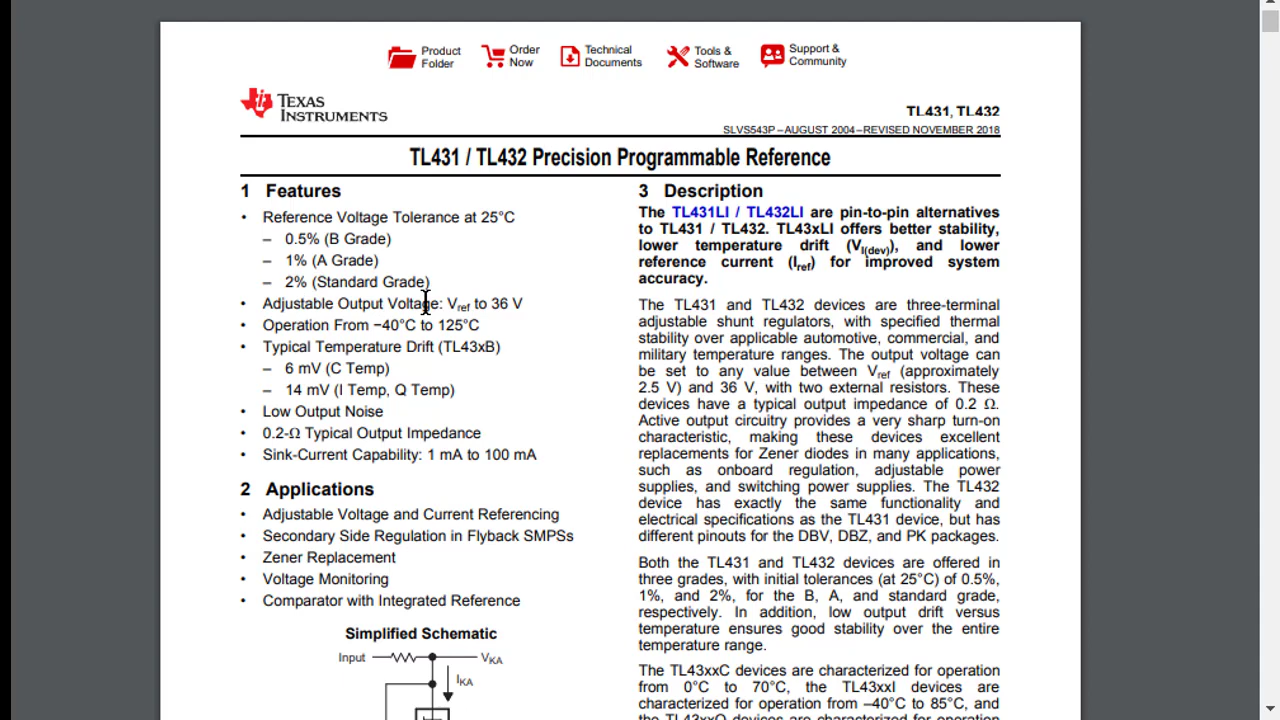 Product
Folder
Order
Now
Technical
Documents
Tools &
Software
Support &
Community
TEXAS
INSTRUMENTS
TL431, TL432
SLVS543P – AUGUST 2004 – REVISED NOVEMBER 2018
TL431 / TL432 Precision Programmable Reference
1 Features
• Reference Voltage Tolerance at 25°C
– 0.5% (B Grade)
– 1% (A Grade)
– 2% (Standard Grade)
• Adjustable Output Voltage: Vref to 36 V
• Operation From −40°C to 125°C
• Typical Temperature Drift (TL43xB)
– 6 mV (C Temp)
– 14 mV (I Temp, Q Temp)
• Low Output Noise
• 0.2-Ω Typical Output Impedance
• Sink-Current Capability: 1 mA to 100 mA
2 Applications
• Adjustable Voltage and Current Referencing
• Secondary Side Regulation in Flyback SMPSs
• Zener Replacement
• Voltage Monitoring
• Comparator with Integrated Reference
Simplified Schematic
Input
VKA
IKA
3 Description
The TL431LI / TL432LI are pin-to-pin alternatives
to TL431 / TL432. TL43xLI offers better stability,
lower temperature drift (VI(dev)), and lower
reference current (Iref) for improved system
accuracy.
The TL431 and TL432 devices are three-terminal
adjustable shunt regulators, with specified thermal
stability over applicable automotive, commercial, and
military temperature ranges. The output voltage can
be set to any value between Vref (approximately
2.5 V) and 36 V, with two external resistors. These
devices have a typical output impedance of 0.2 Ω.
Active output circuitry provides a very sharp turn-on
characteristic, making these devices excellent
replacements for Zener diodes in many applications,
such as onboard regulation, adjustable power
supplies, and switching power supplies. The TL432
device has exactly the same functionality and
electrical specifications as the TL431 device, but has
different pinouts for the DBV, DBZ, and PK packages.
Both the TL431 and TL432 devices are offered in
three grades, with initial tolerances (at 25°C) of 0.5%,
1%, and 2%, for the B, A, and standard grade,
respectively. In addition, low output drift versus
temperature ensures good stability over the entire
temperature range.
The TL43xxC devices are characterized for operation
from 0°C to 70°C, the TL43xxI devices are
characterized for operation from –40°C to 85°C, and
the TL43xxQ devices are characterized for operation